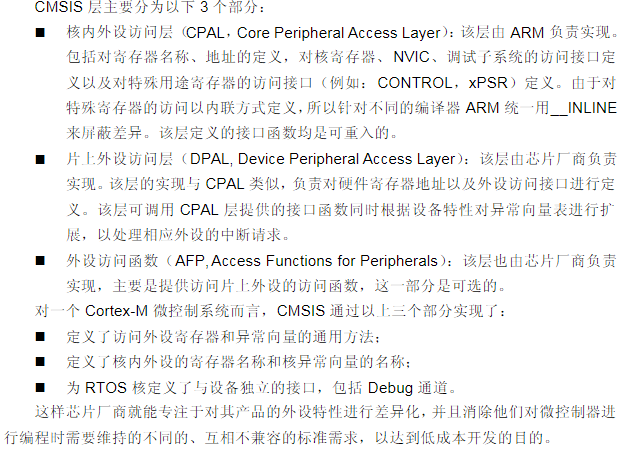 CMSIS 层主要分为以下 3 个部分：
■ 核内外设访问层（CPAL，Core Peripheral Access Layer）：该层由 ARM 负责实现。
包括对寄存器名称、地址的定义，对核寄存器、NVIC、调试了系统的访问接口定
义以及对特殊用途寄存器的访问接口（例如：CONTROL，xPSR）定义。由于对
特殊寄存器的访问以内联方式定义，所以针对不同的编译器 ARM 统一用__INLINE
来屏蔽差异。该层定义的接口函数均是可重入的。
■ 片上外设访问层（DPAL, Device Peripheral Access Layer）：该层由芯片厂商负责
实现。该层的实现与 CPAL 类似，负责对硬件寄存器地址以及外设访问接口进行定
义。该层可调用 CPAL 层提供的接口函数同时根据设备特性对异常向量表进行扩
展，以处理相应外设的中断请求。
■ 外设访问函数（AFP, Access Functions for Peripherals）：该层也由芯片厂商负责
实现，主要是提供访问片上外设的访问函数，这一部分是可选的。
对一个 Cortex-M 微控制系统而言，CMSIS 通过以上三个部分实现了：
■ 定义了访问外设寄存器和异常向量的通用方法；
■ 定义了核内外设的寄存器名称和核异常向量的名称；
■ 为 RTOS 核定义了与设备独立的接口，包括 Debug 通道。
这样芯片厂商就能专注于对其产品的外设特性进行差异化，并且消除他们对微控制器进
行编程时需要维持的不同的、互相不兼容的标准需求，以达到低成本开发的目的。